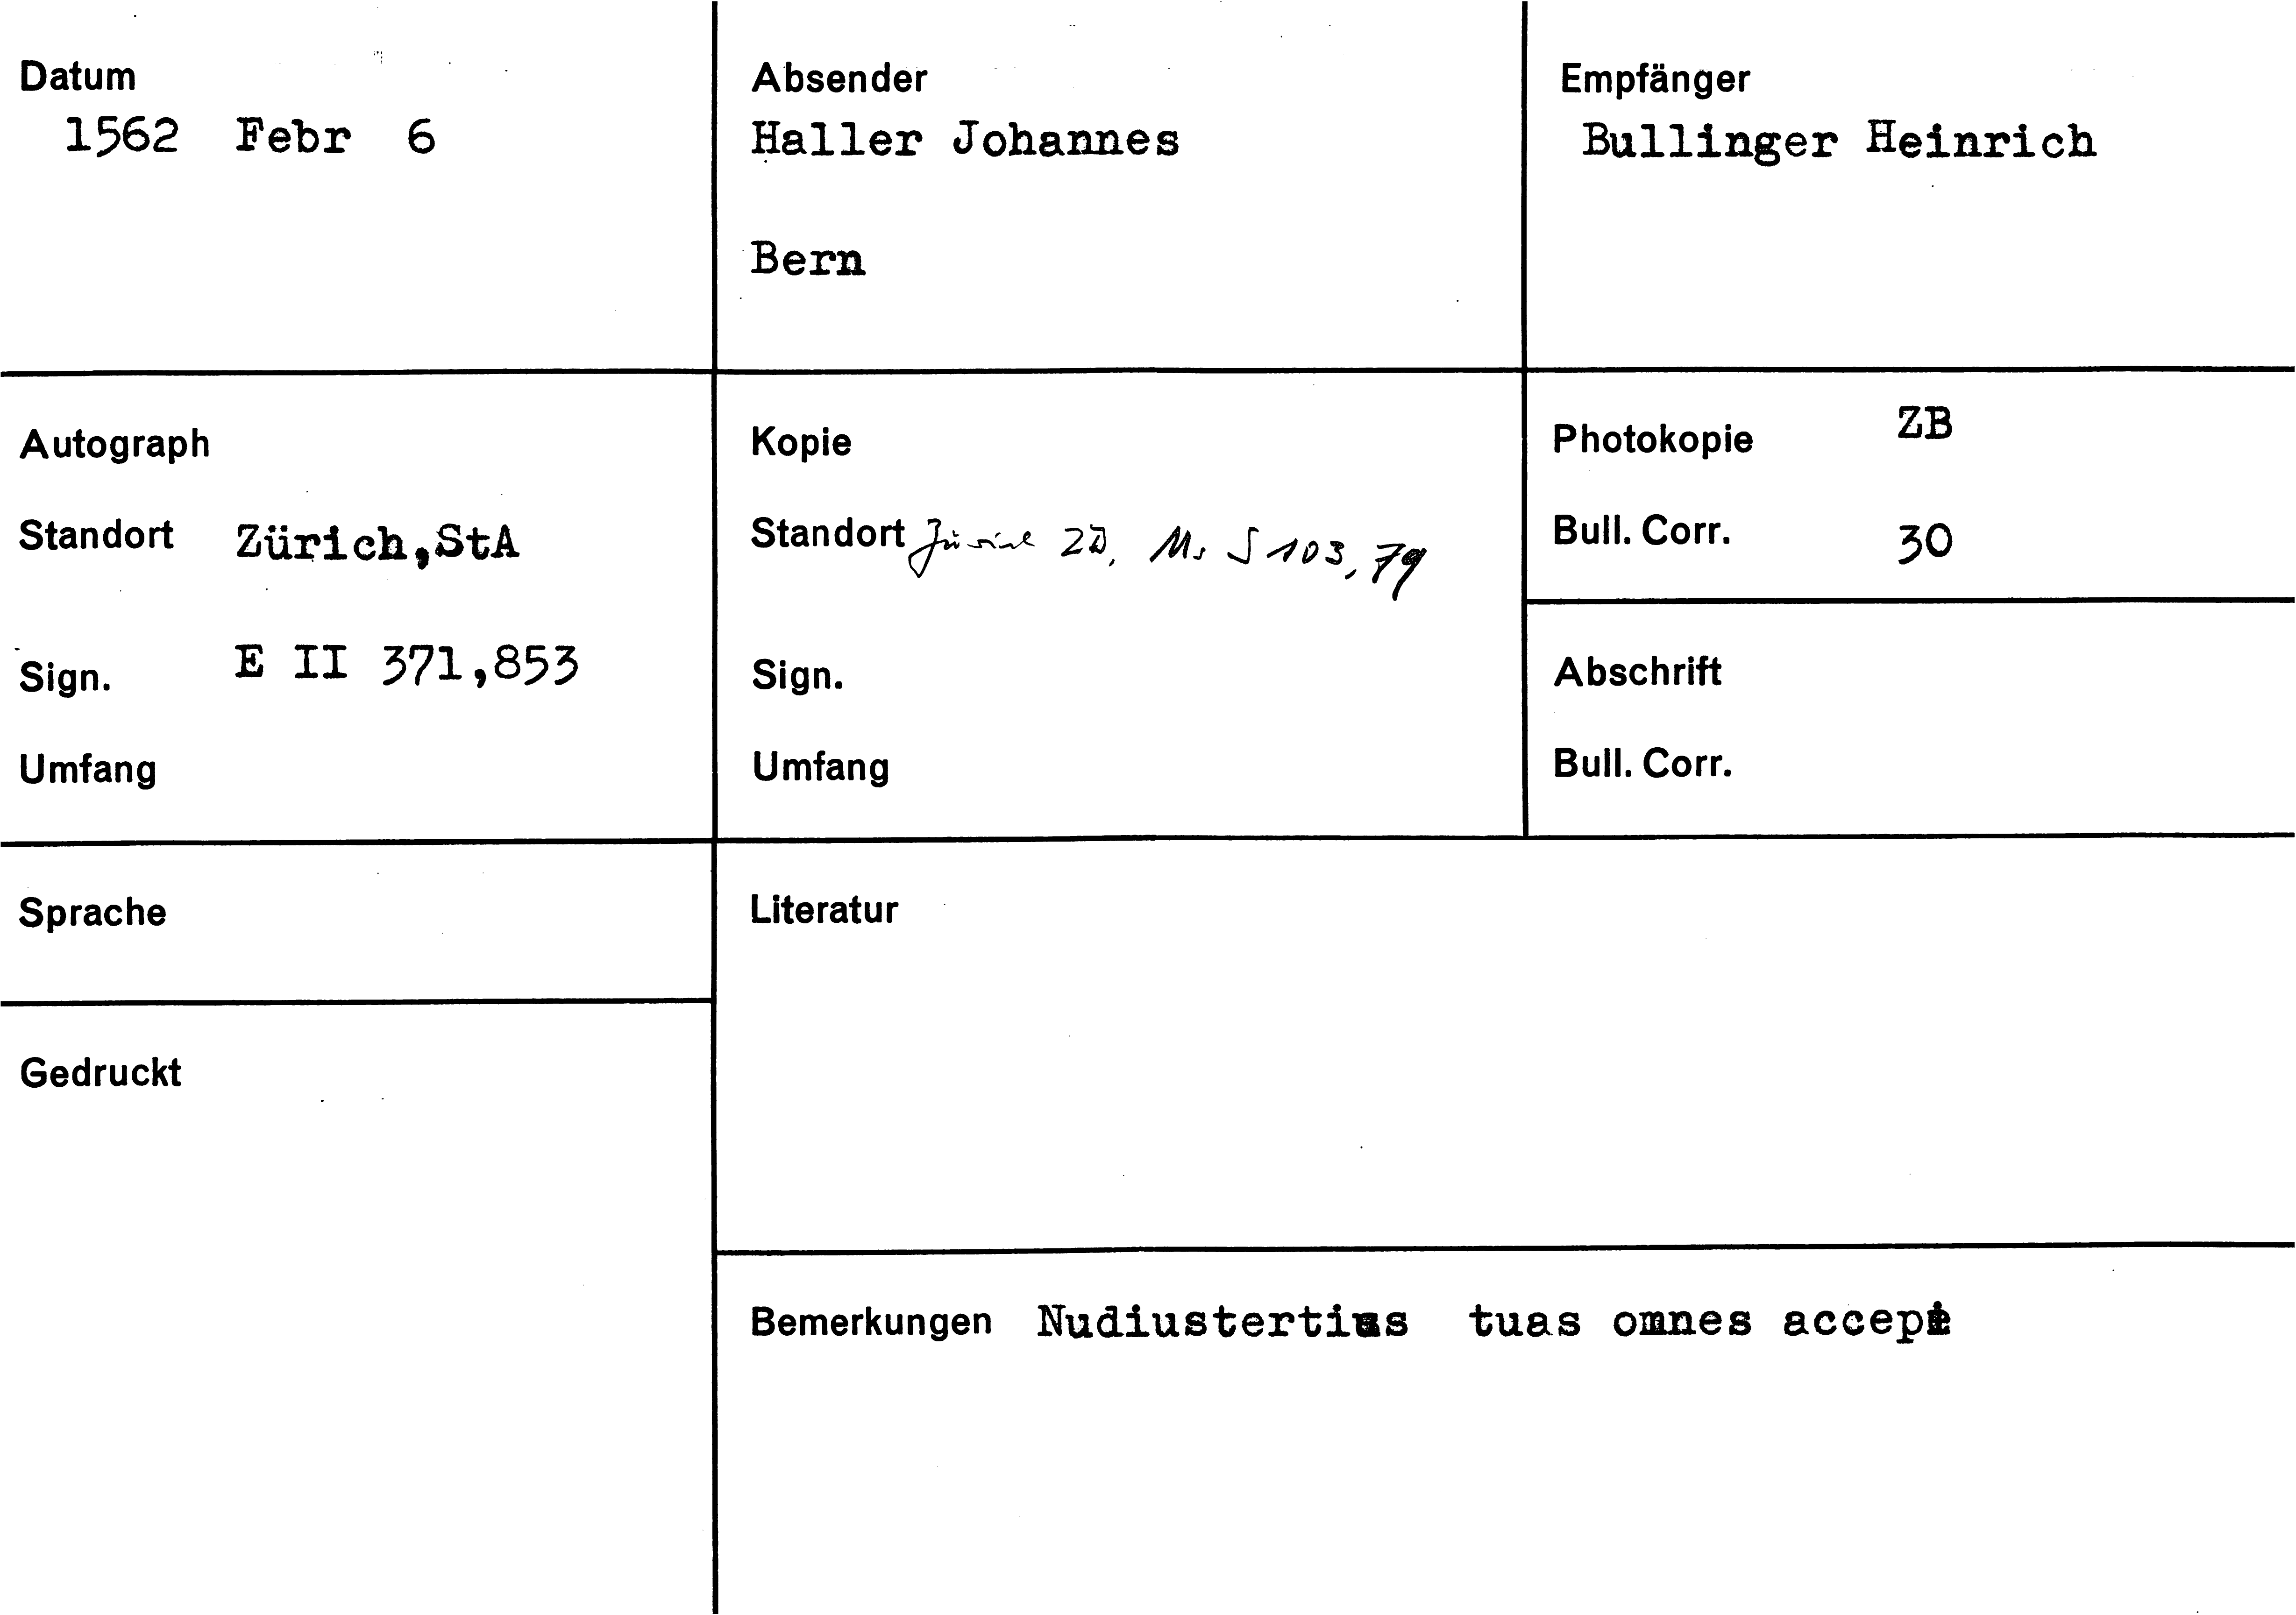 Datum
1562 Febr 6
Absender
Haller Johannes
Bern
Empfänger
Bullinger Heinrich
Autograph
Standort Zürich,StA
Sign. E II 371,853
Umfang
Kopie
Standort Zürich ZB, Ms S 103, 79
Sign.
Umfang
Photokopie ZB
Bull. Corr. 30
Abschrift
Bull. Corr.
Sprache
Literatur
Gedruckt
Bemerkungen Nudiustertius tuas omnes accepi